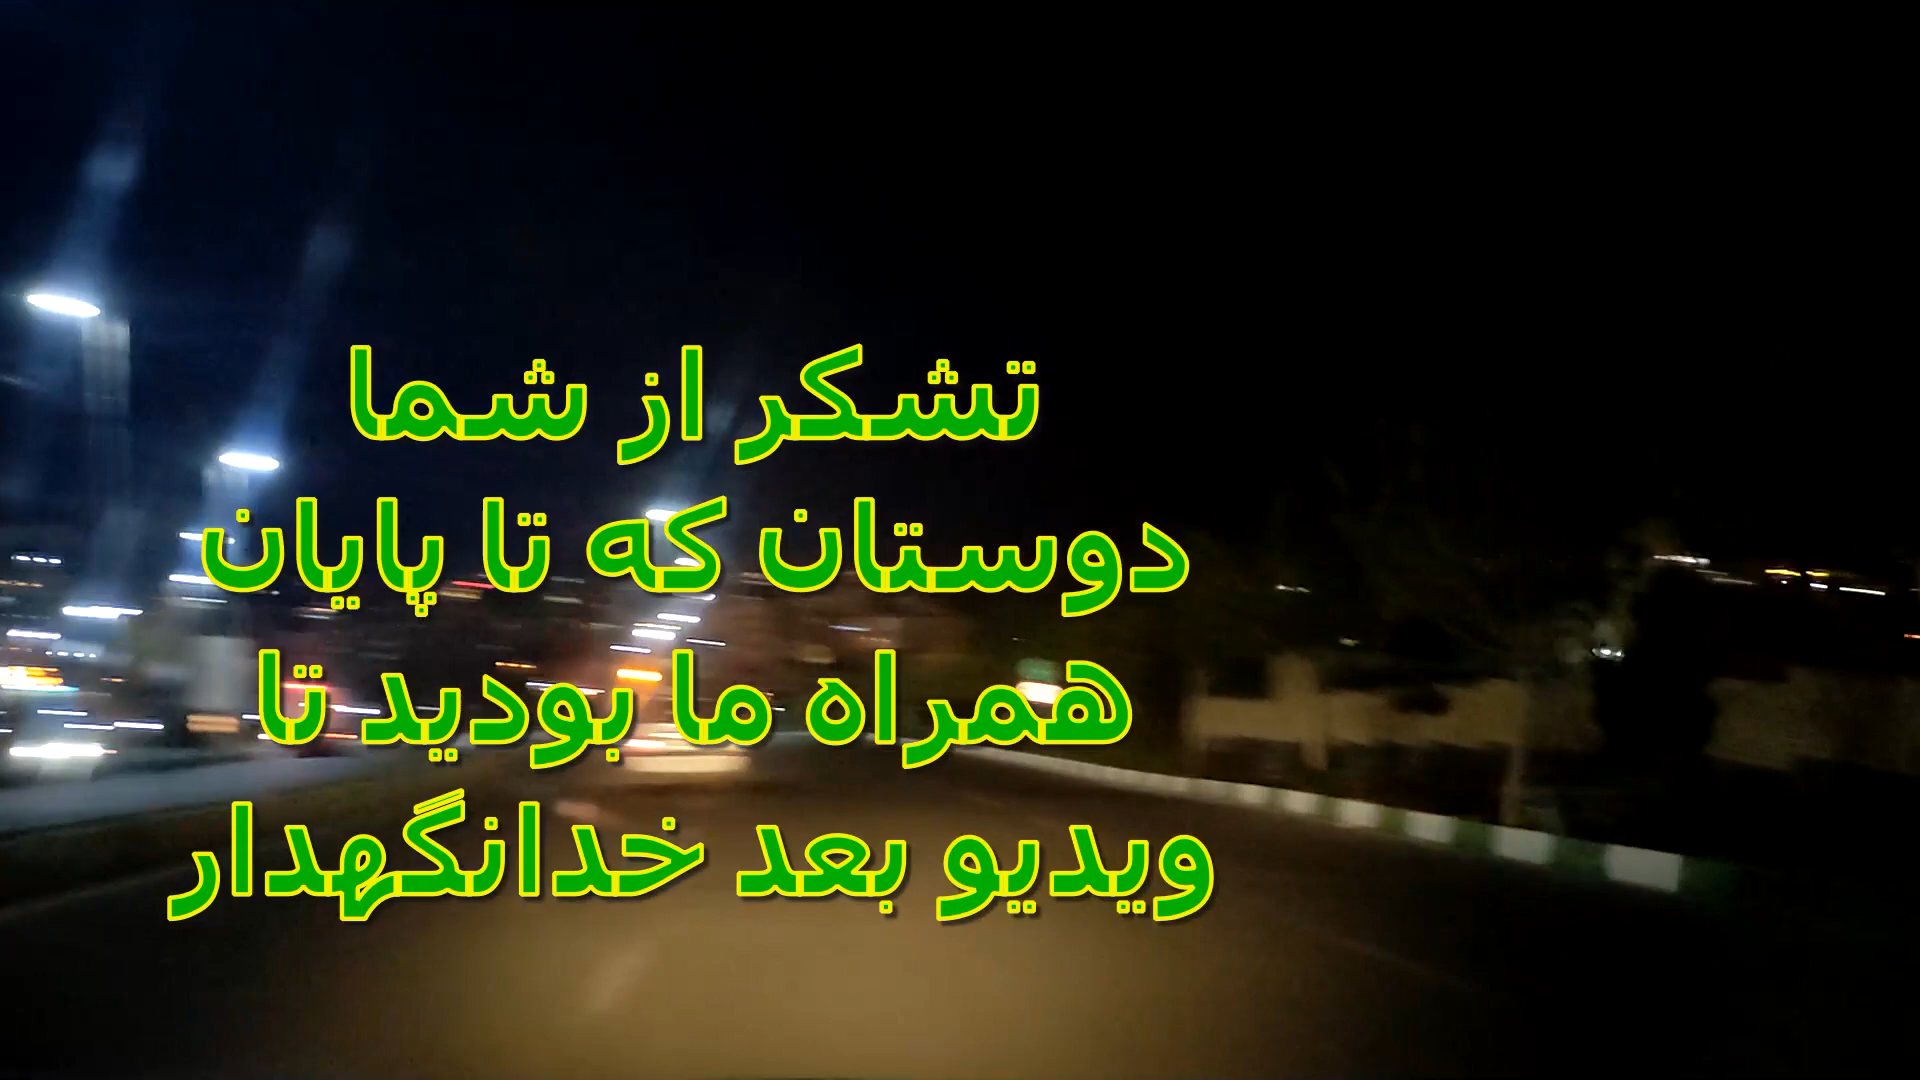 تشکر از شما
دوستان که تا پایان
همراه ما بودید تا
ویدیو بعد خدانگهدار